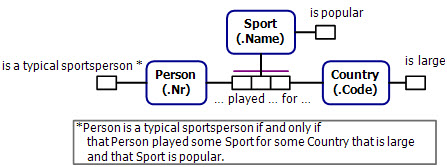 Sport
(.Name)
is popular
is a typical sportsperson *
Person
(.Nr)
Country
(.Code)
is large
... played ... for ...
*Person is a typical sportsperson if and only if
that Person played some Sport for some Country that is large
and that Sport is popular.